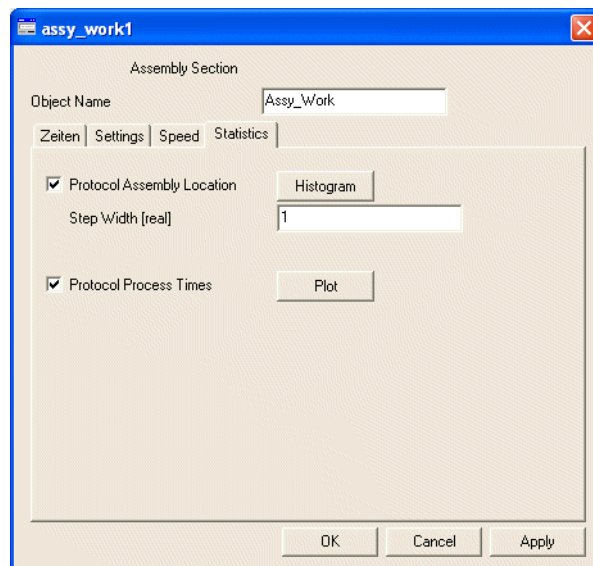 assy_work1
Assembly Section
Object Name Assy_Work
Zeiten Settings Speed Statistics
Protocol Assembly Location Histogram
Step Width [real] 1
Protocol Process Times Plot
OK Cancel Apply